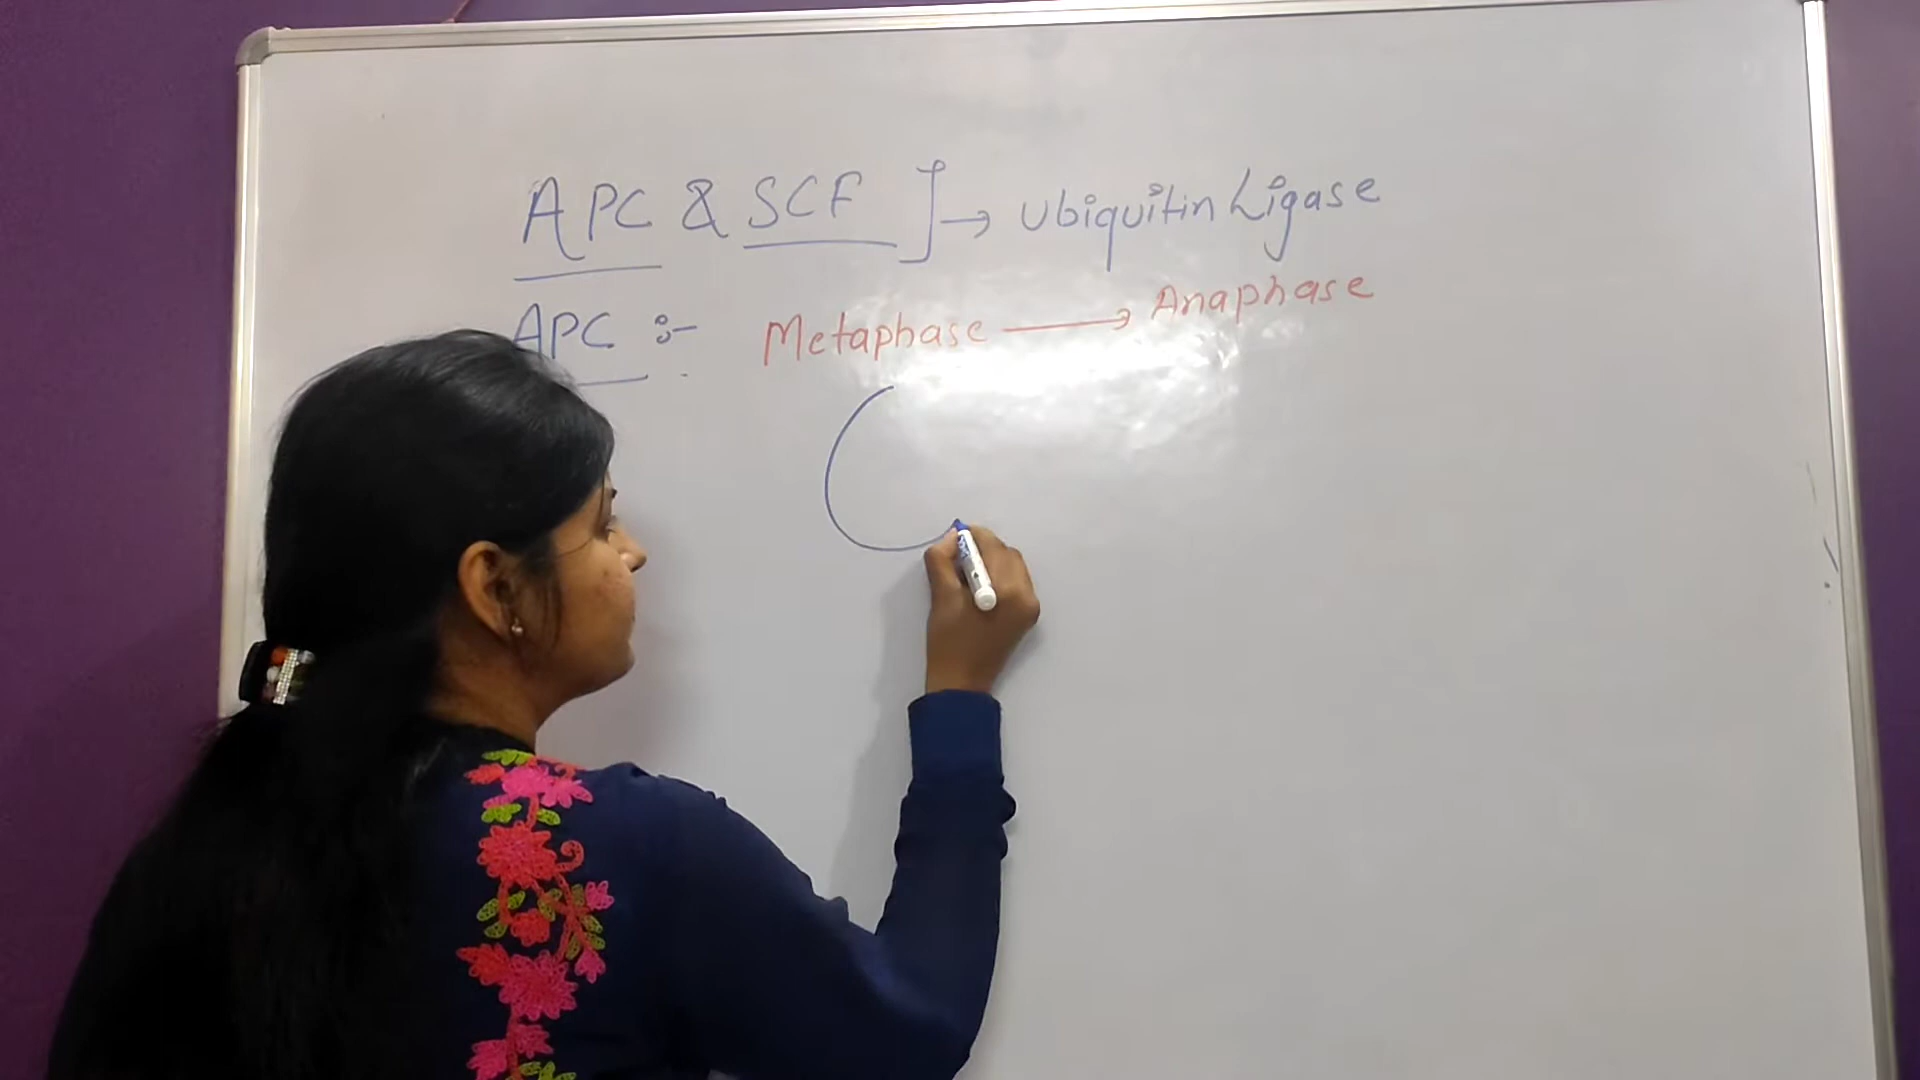 APC & SCF ] → Ubiquitin Ligase
APC :- Metaphase → Anaphase